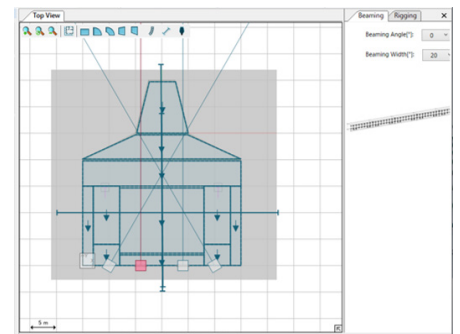 Top View
Beaming Rigging
Beaming Angle[°]: 0
Beaming Width[°]: 20
5 m